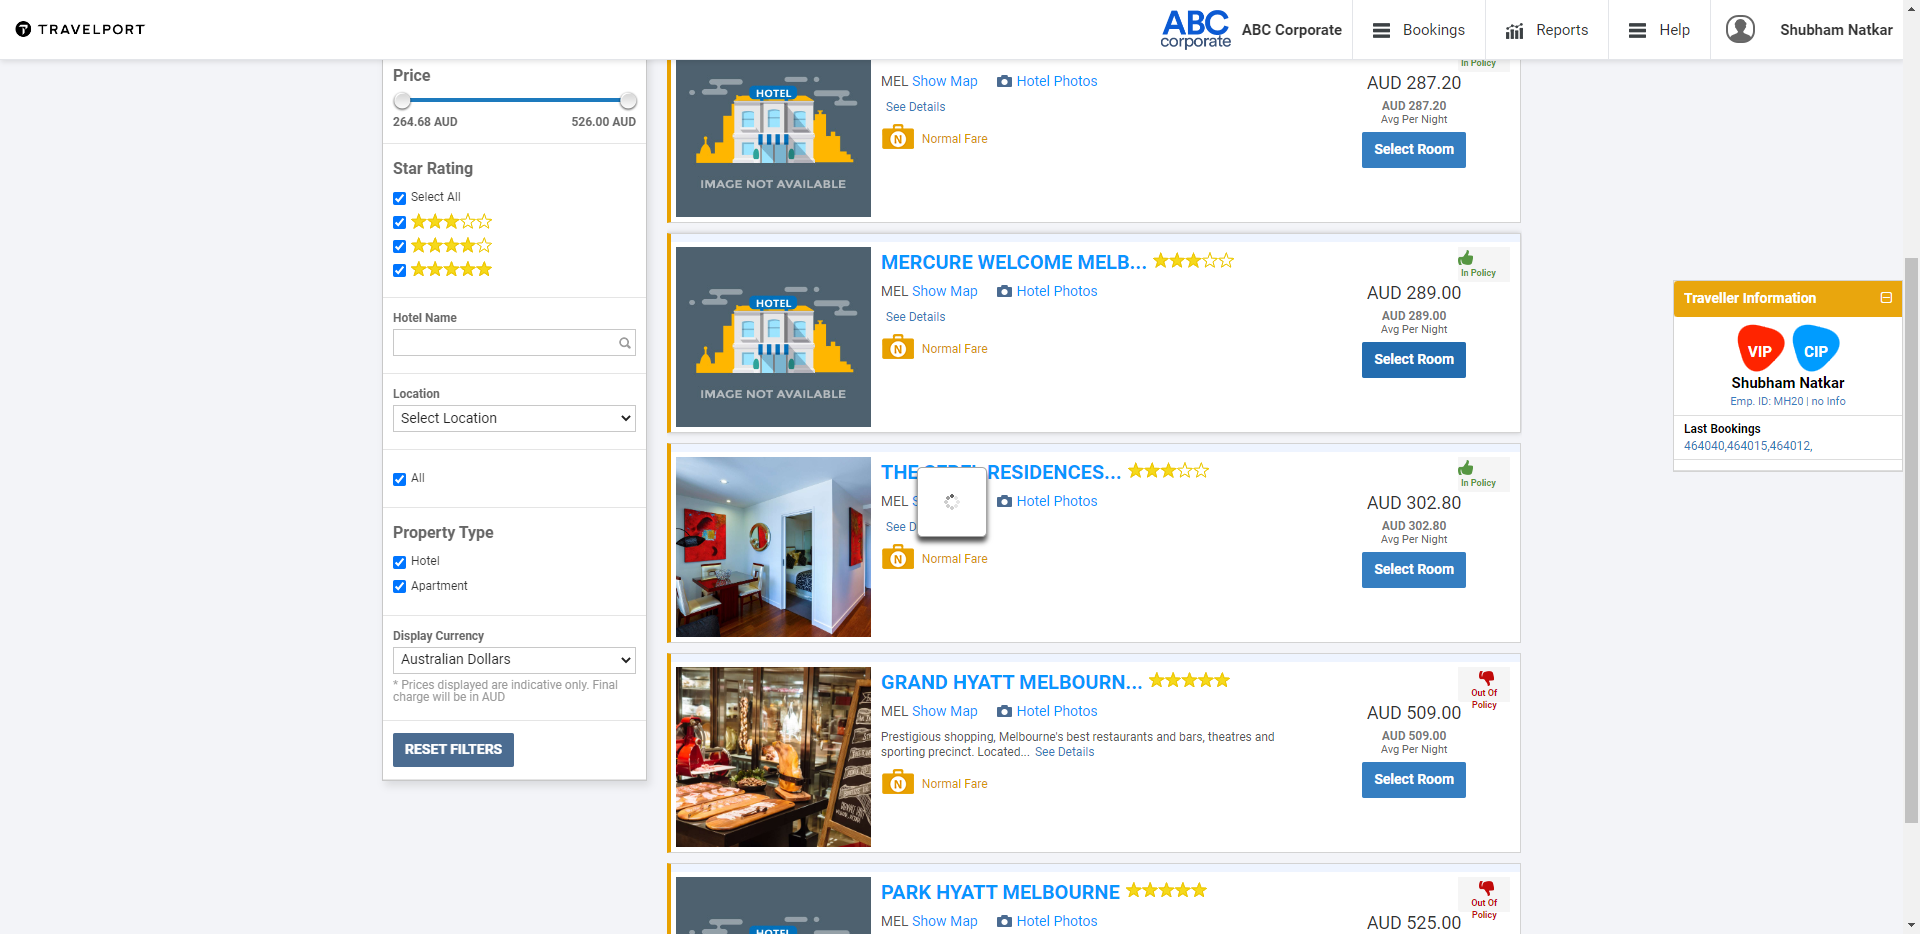 TRAVELPORT
ABC corporate
ABC Corporate
Bookings
Reports
Help
Shubham Natkar
Price
264.68 AUD
526.00 AUD
Star Rating
Select All
Hotel Name
Location
Select Location
All
Property Type
Hotel
Apartment
Display Currency
Australian Dollars
* Prices displayed are indicative only. Final
charge will be in AUD
RESET FILTERS
HOTEL
IMAGE NOT AVAILABLE
MEL Show Map
Hotel Photos
See Details
N
Normal Fare
In Policy
AUD 287.20
AUD 287.20
Avg Per Night
Select Room
HOTEL
IMAGE NOT AVAILABLE
MERCURE WELCOME MELB...
MEL Show Map
Hotel Photos
See Details
N
Normal Fare
In Policy
AUD 289.00
AUD 289.00
Avg Per Night
Select Room
THE RESIDENCES...
MEL
Hotel Photos
See
N
Normal Fare
In Policy
AUD 302.80
AUD 302.80
Avg Per Night
Select Room
GRAND HYATT MELBOURN...
MEL Show Map
Hotel Photos
Prestigious shopping, Melbourne's best restaurants and bars, theatres and
sporting precinct. Located... See Details
N
Normal Fare
Out Of
Policy
AUD 509.00
AUD 509.00
Avg Per Night
Select Room
HOTEL
PARK HYATT MELBOURNE
MEL Show Map
Hotel Photos
Out Of
Policy
AUD 525.00
Traveller Information
VIP
CIP
Shubham Natkar
Emp. ID: MH20 | no Info
Last Bookings
464040,464015,464012,